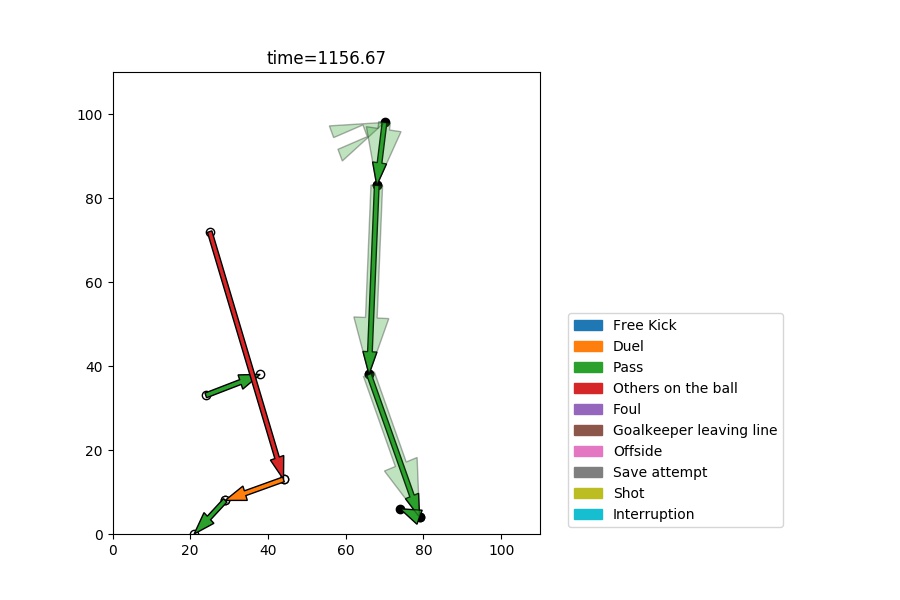 time=1156.67
100
80
60
40
20
0
0 20 40 60 80 100
Free Kick
Duel
Pass
Others on the ball
Foul
Goalkeeper leaving line
Offside
Save attempt
Shot
Interruption